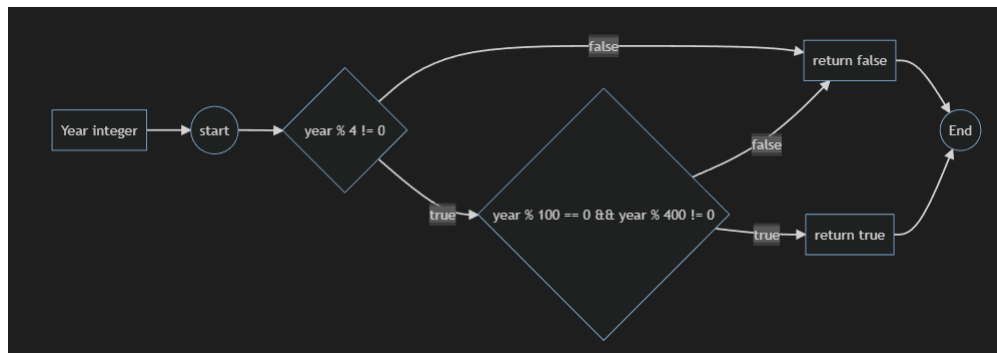 false
return false
Year integer
start
year % 4 != 0
End
false
true
year % 100 == 0 && year % 400 != 0
true
return true